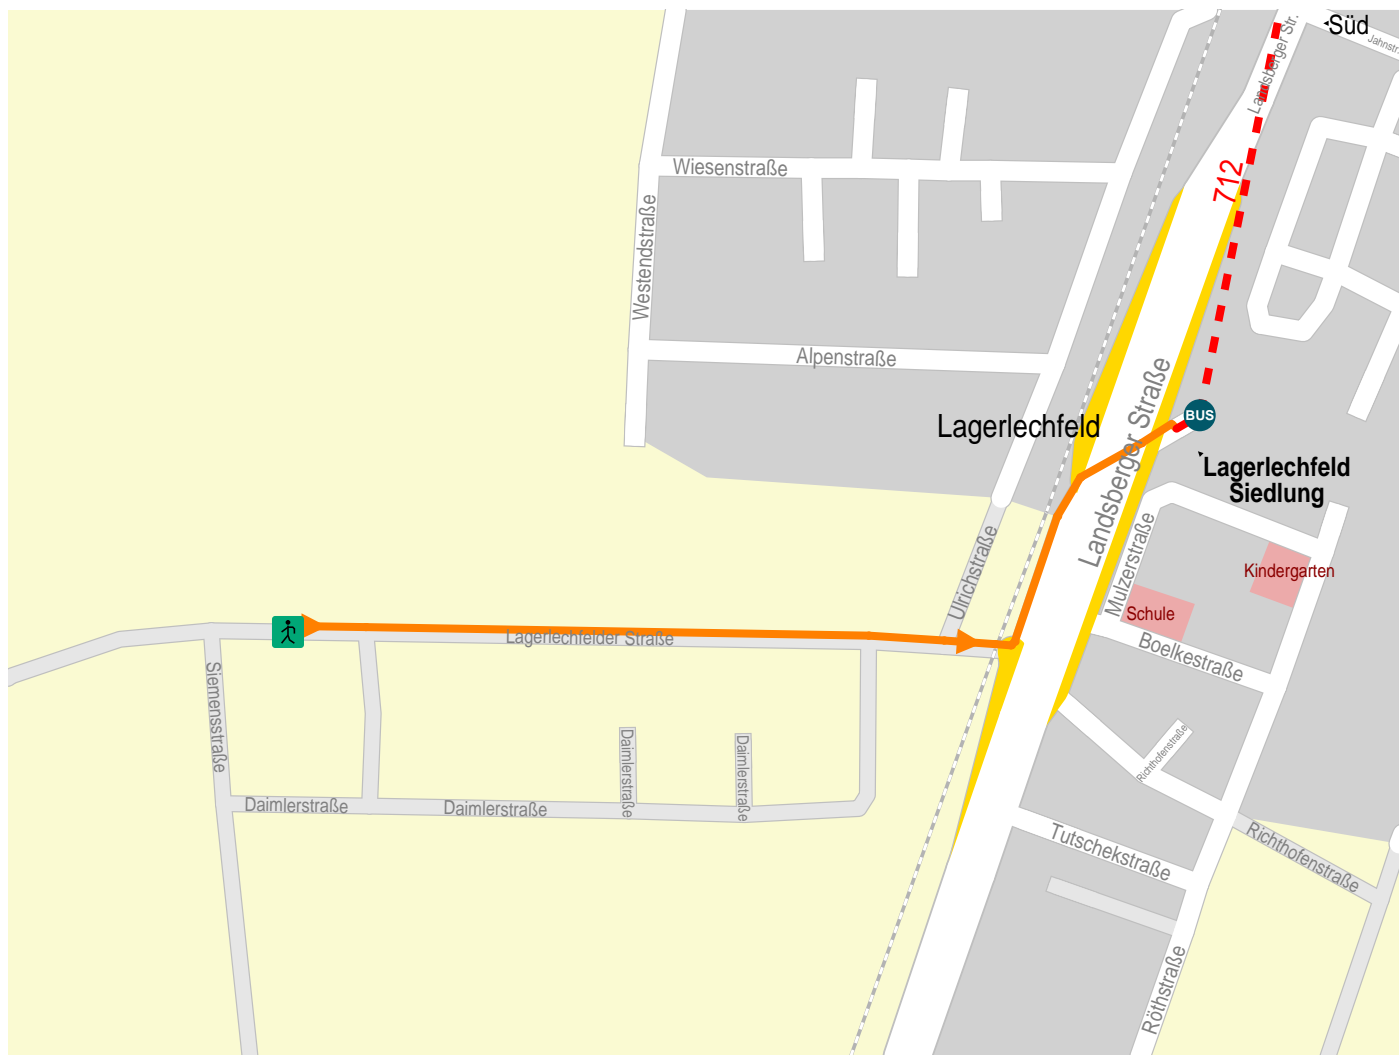 Süd
Landsberger Str.
Jahnstr.
Wiesenstraße
712
Westendstraße
Alpenstraße
Landsberger Straße
BUS
Lagerlechfeld
Lagerlechfeld
Siedlung
Mulzerstraße
Ulrichstraße
Kindergarten
Schule
Lagerlechfelder Straße
Boelkestraße
Siemensstraße
Richthofenstraße
Daimlerstraße
Daimlerstraße
Daimlerstraße
Daimlerstraße
Tutschekstraße
Richthofenstraße
Röthstraße